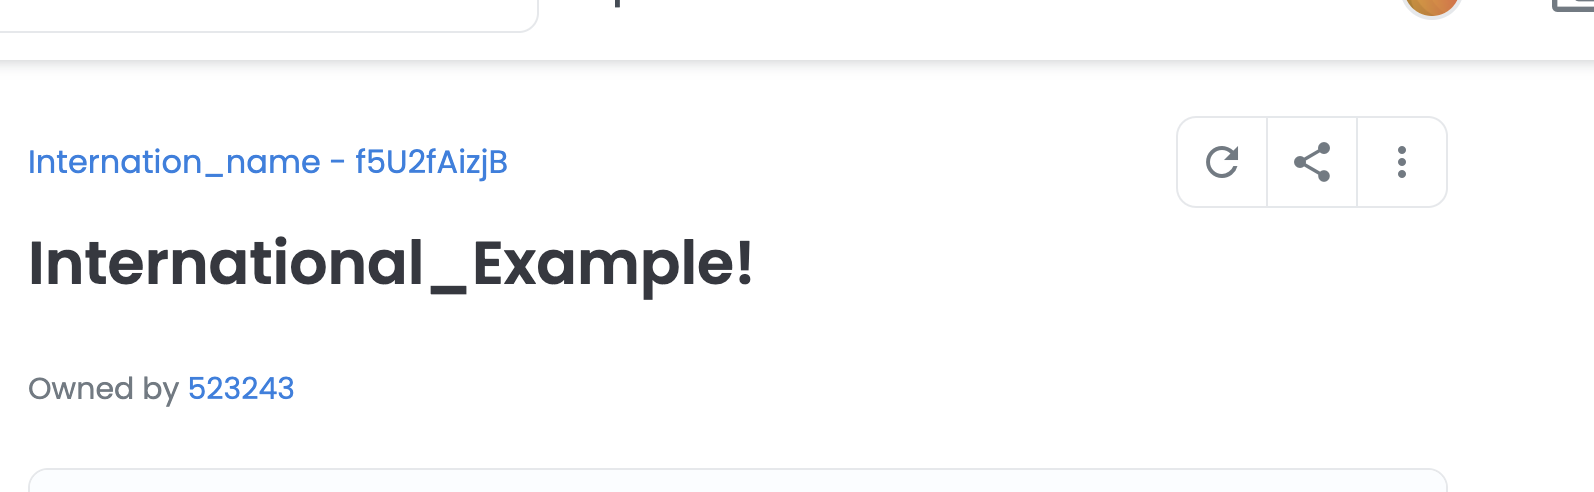 Internation_name - f5U2fAizjB
International_Example!
Owned by 523243